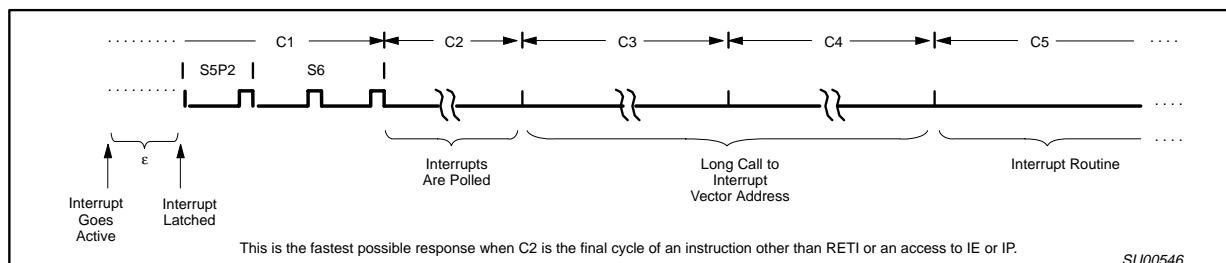 C1 C2 C3 C4 C5
S5P2 S6
ε
Interrupts
Are Polled
Long Call to
Interrupt
Vector Address
Interrupt Routine
Interrupt
Goes
Active
Interrupt
Latched
This is the fastest possible response when C2 is the final cycle of an instruction other than RETI or an access to IE or IP.
SU00546